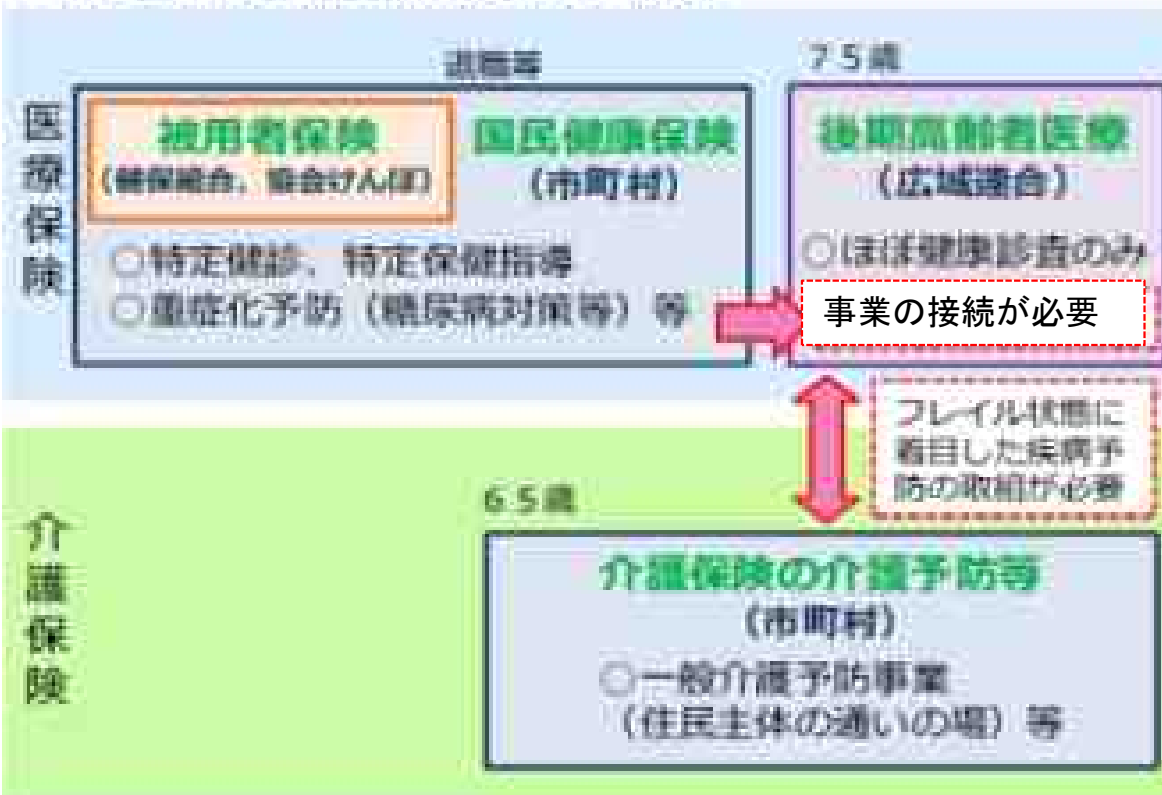 医療保険
退職等
75歳
被用者保険
(健保組合、協会けんぽ)
国民健康保険
(市町村)
後期高齢者医療
(広域連合)
○特定健診、特定保健指導
○重症化予防（糖尿病対策等）等
○ほぼ健康診査のみ
事業の接続が必要
フレイル状態に
着目した疾病予
防の取組が必要
介護保険
65歳
介護保険の介護予防等
(市町村)
○一般介護予防事業
（住民主体の通いの場）等